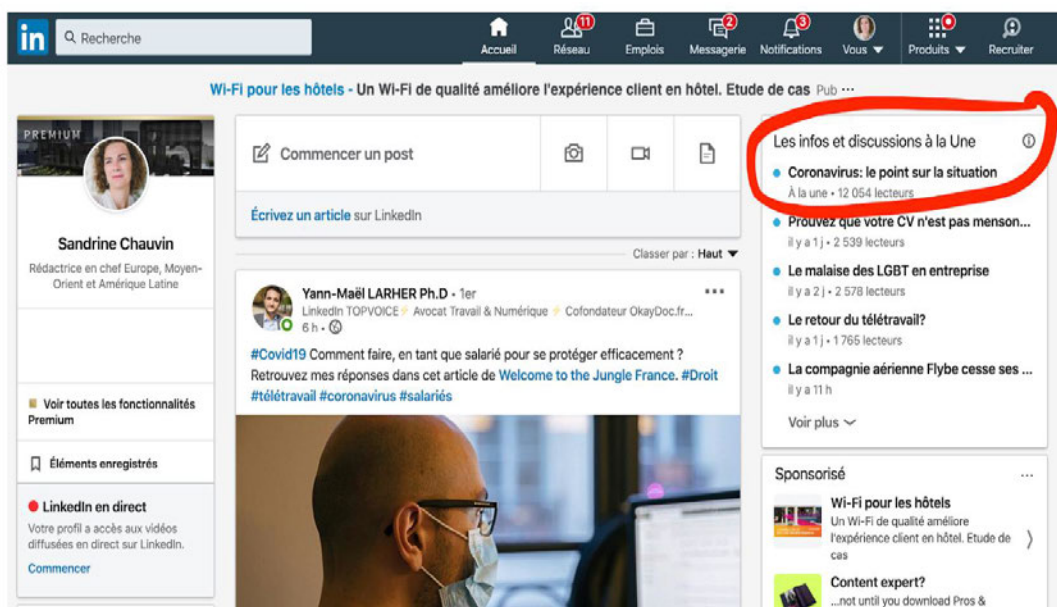 in Recherche
Accueil
11
Réseau
Emplois
2
Messagerie
3
Notifications
Vous
Produits
Recruiter
Wi-Fi pour les hôtels - Un Wi-Fi de qualité améliore l'expérience client en hôtel. Etude de cas Pub ...
PREMIUM
Sandrine Chauvin
Rédactrice en chef Europe, Moyen-
Orient et Amérique Latine
Voir toutes les fonctionnalités
Premium
Éléments enregistrés
LinkedIn en direct
Votre profil a accès aux vidéos
diffusées en direct sur LinkedIn.
Commencer
Commencer un post
Écrivez un article sur LinkedIn
Classer par : Haut
Yann-Maël LARHER Ph.D • 1er
LinkedIn TOPVOICE⚡ Avocat Travail & Numérique ⚡ Cofondateur OkayDoc.fr...
6 h •
#Covid19 Comment faire, en tant que salarié pour se protéger efficacement ?
Retrouvez mes réponses dans cet article de Welcome to the Jungle France. #Droit
#télétravail #coronavirus #salariés
Les infos et discussions à la Une
Coronavirus: le point sur la situation
À la une • 12 054 lecteurs
Prouvez que votre CV n'est pas menson...
il y a 1 j • 2 539 lecteurs
Le malaise des LGBT en entreprise
il y a 2 j • 2 578 lecteurs
Le retour du télétravail?
il y a 1 j • 1 765 lecteurs
La compagnie aérienne Flybe cesse ses ...
il y a 11 h
Voir plus
Sponsorisé
Wi-Fi pour les hôtels
Un Wi-Fi de qualité améliore
l'expérience client en hôtel. Etude de
cas
Content expert?
...not until you download Pros &